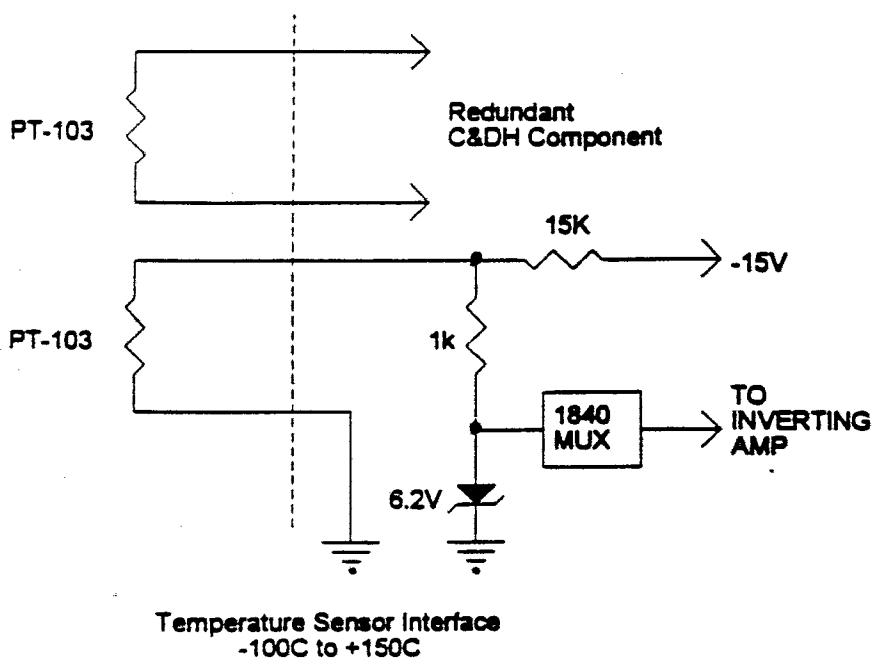 PT-103
Redundant
C&DH Component
15K
-15V
PT-103
1k
1840
MUX
TO
INVERTING
AMP
6.2V
Temperature Sensor Interface
-100C to +150C